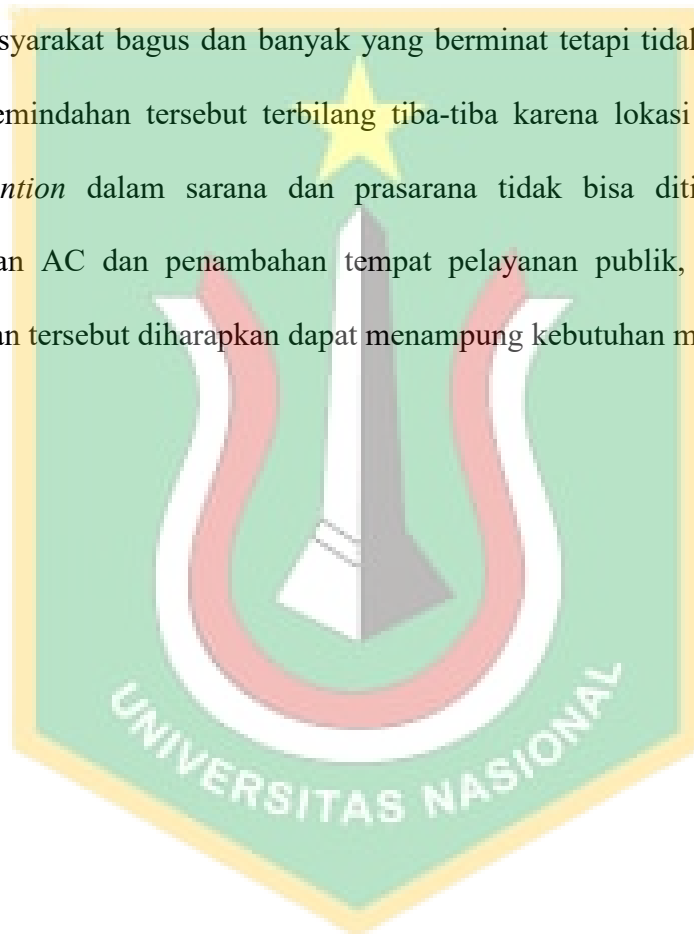 syarakat bagus dan banyak yang berminat tetapi tidak
emindahan tersebut terbilang tiba-tiba karena lokasi
ntion dalam sarana dan prasarana tidak bisa diti
an AC dan penambahan tempat pelayanan publik,
an tersebut diharapkan dapat menampung kebutuhan m
UNIVERSITAS NASIONAL